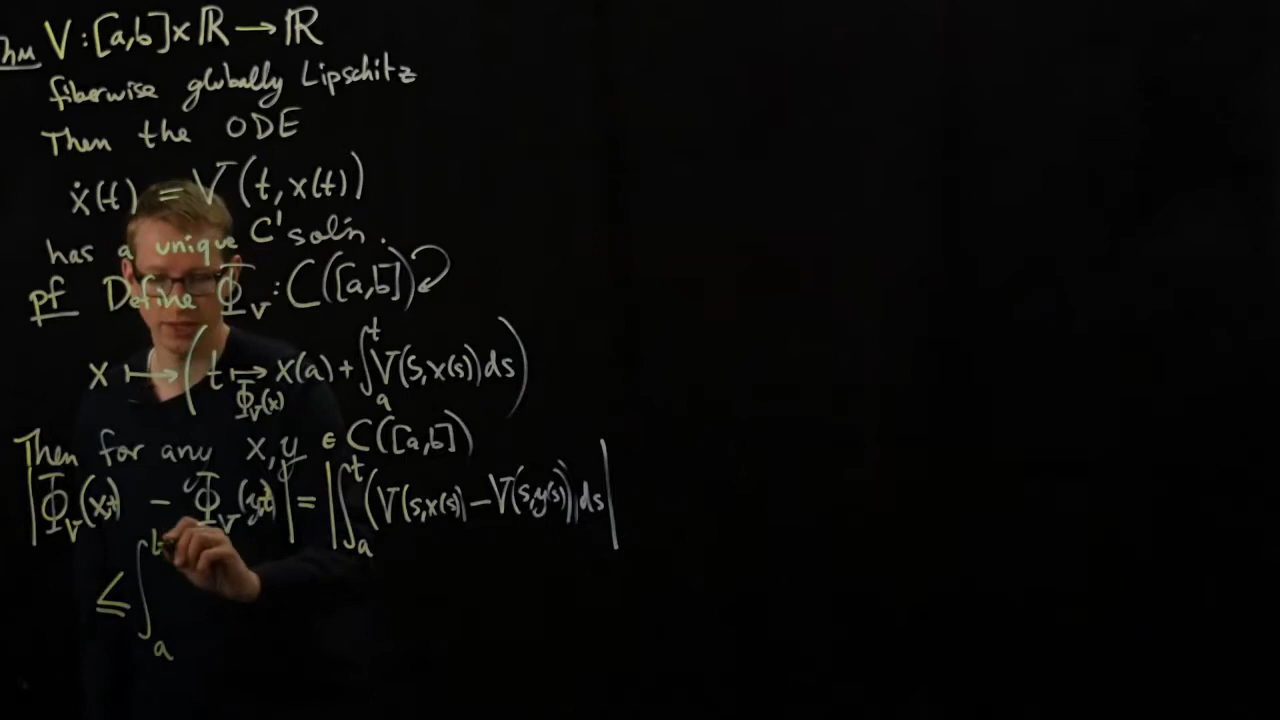 Thm V : [a,b] × ℝ → ℝ
fiberwise globally Lipschitz
Then the ODE
ẋ(t) = V(t, x(t))
has a unique C¹ sol'n.
pf Define Φ_V : C([a,b]) ↩
x ⟼ (t ⟼_{Φ_V(x)} x(a) + ∫_a^t V(s, x(s)) ds)
Then for any x, y ∈ C([a,b])
|Φ_V(x,t) − Φ_V(y,t)| = |∫_a^t (V(s,x(s)) − V(s,y(s))) ds|
≤ ∫_a^t